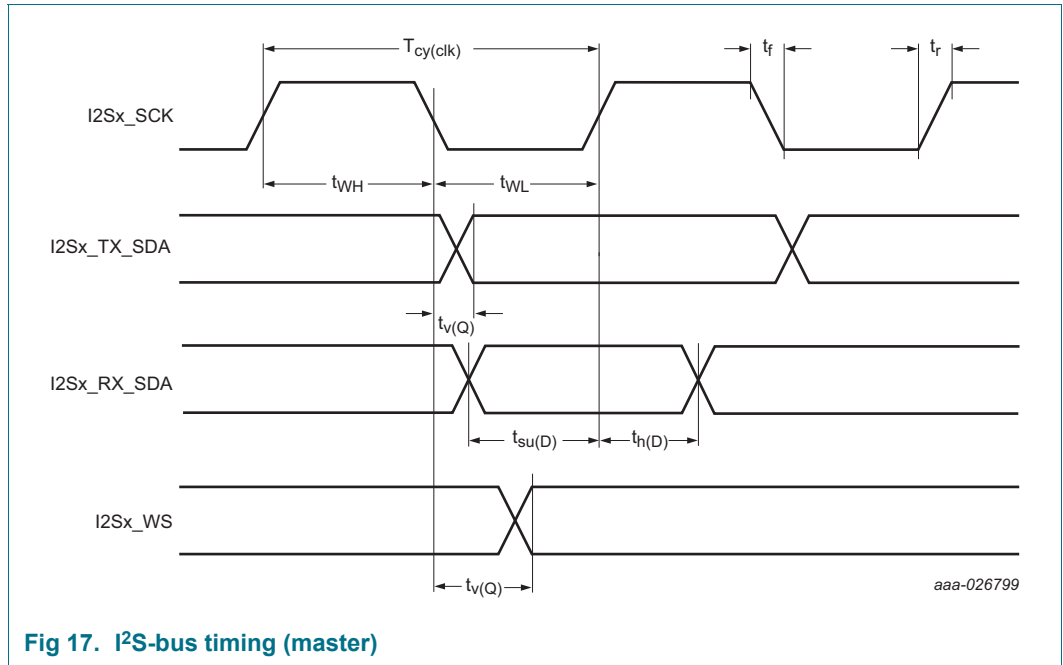 Tcy(clk)
tf
tr
I2Sx_SCK
tWH
tWL
I2Sx_TX_SDA
tv(Q)
I2Sx_RX_SDA
tsu(D)
th(D)
I2Sx_WS
tv(Q)
aaa-026799
Fig 17. I²S-bus timing (master)